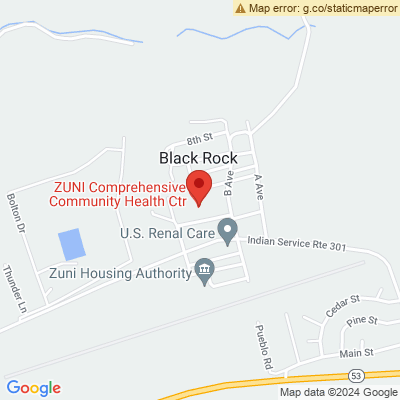 Map error: g.co/staticmaperror
8th St
Black Rock
ZUNI Comprehensive
Community Health Ctr
B Ave
A Ave
Bolton Dr
U.S. Renal Care
Indian Service Rte 301
Zuni Housing Authority
Thunder Ln
Cedar St
Pine St
Pueblo Rd
Main St
53
Google
Map data ©2024 Google